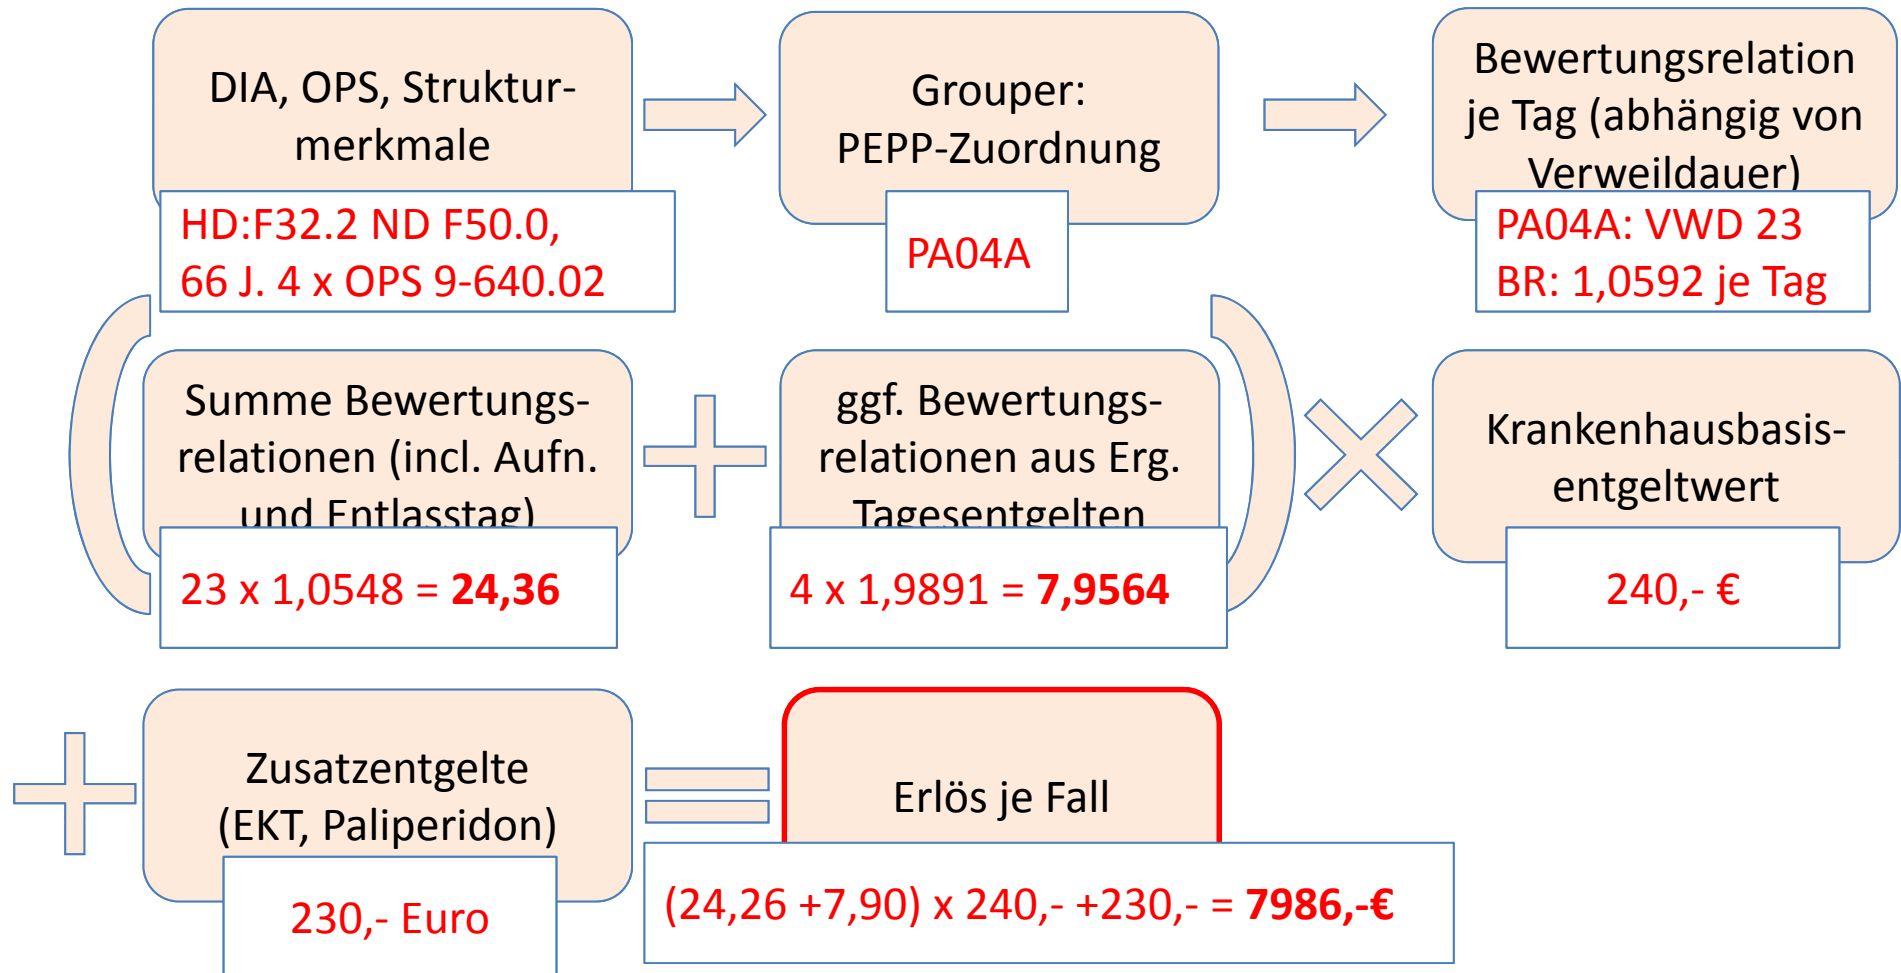 DIA, OPS, Struktur-
merkmale
HD:F32.2 ND F50.0,
66 J. 4 x OPS 9-640.02
Grouper:
PEPP-Zuordnung
PA04A
Bewertungsrelation
je Tag (abhängig von
Verweildauer)
PA04A: VWD 23
BR: 1,0592 je Tag
Summe Bewertungs-
relationen (incl. Aufn.
und Entlasstag)
23 x 1,0548 = 24,36
ggf. Bewertungs-
relationen aus Erg.
Tagesentgelten
4 x 1,9891 = 7,9564
Krankenhausbasis-
entgeltwert
240,- €
Zusatzentgelte
(EKT, Paliperidon)
230,- Euro
Erlös je Fall
(24,26 +7,90) x 240,- +230,- = 7986,-€